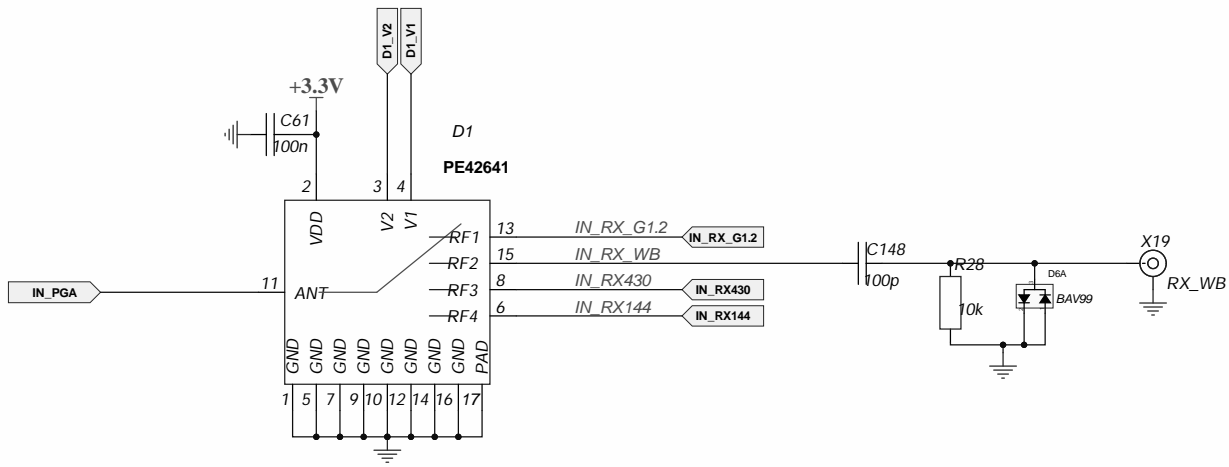 D1_V2
D1_V1
+3.3V
C61
100n
D1
PE42641
2
3
4
VDD
V2
V1
13
IN_RX_G1.2
IN_RX_G1.2
RF1
15
IN_RX_WB
RF2
C148
100p
R28
10k
D6A
BAV99
X19
RX_WB
IN_PGA
11
ANT
8
IN_RX430
IN_RX430
RF3
6
IN_RX144
IN_RX144
RF4
GND
GND
GND
GND
GND
GND
GND
GND
PAD
1
5
7
9
10
12
14
16
17